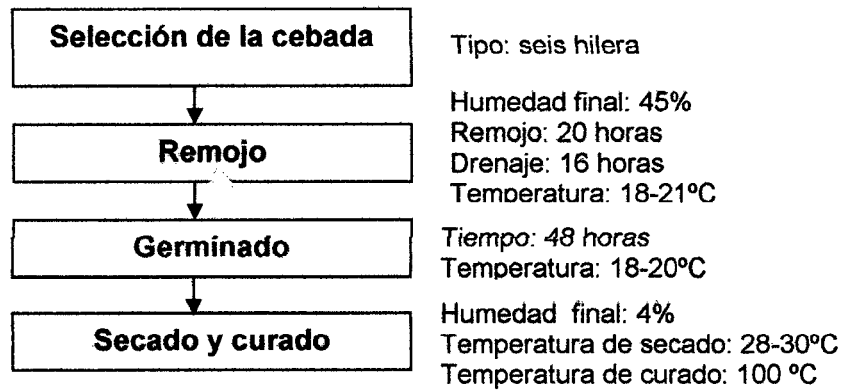 Selección de la cebada
Tipo: seis hilera
Remojo
Humedad final: 45%
Remojo: 20 horas
Drenaje: 16 horas
Temperatura: 18-21ºC
Germinado
Tiempo: 48 horas
Temperatura: 18-20ºC
Secado y curado
Humedad final: 4%
Temperatura de secado: 28-30ºC
Temperatura de curado: 100 ºC